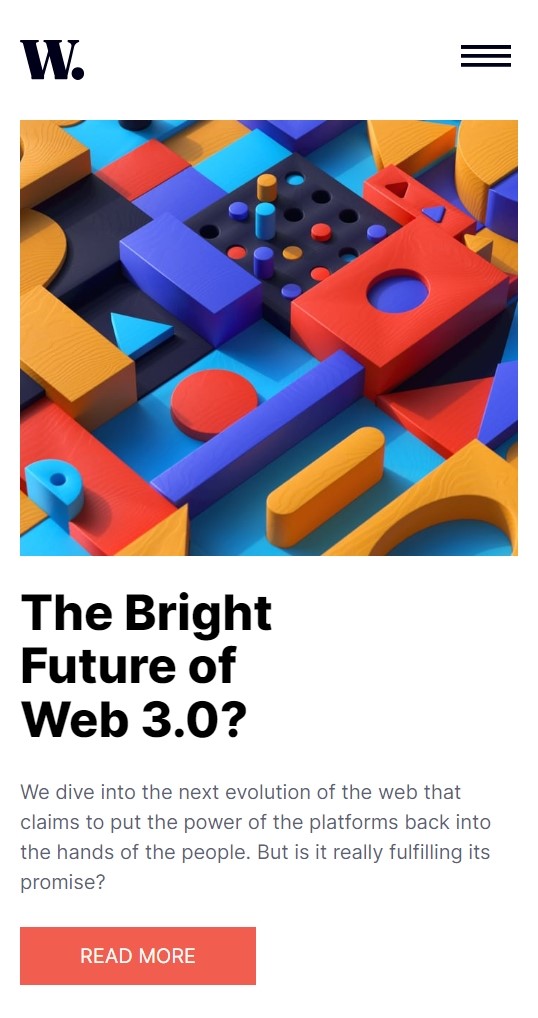 W.
The Bright
Future of
Web 3.0?
We dive into the next evolution of the web that
claims to put the power of the platforms back into
the hands of the people. But is it really fulfilling its
promise?
READ MORE